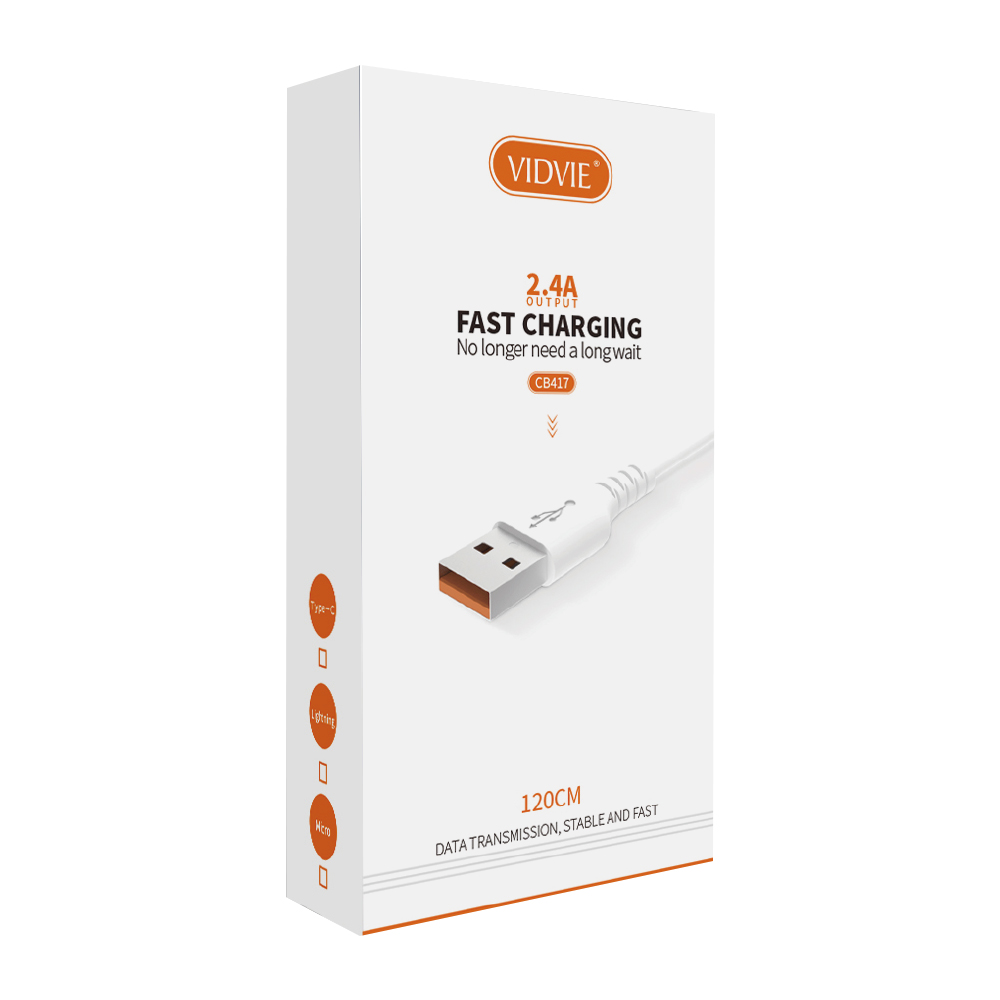 VIDVIE®
2.4A
OUTPUT
FAST CHARGING
No longer need a long wait
CB417
120CM
DATA TRANSMISSION, STABLE AND FAST
Type-C
Lightning
Micro